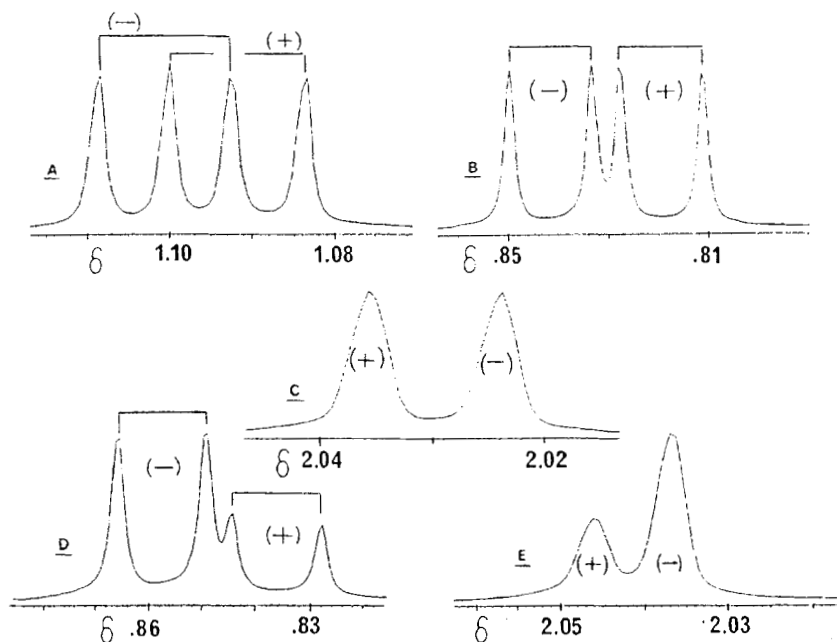 (−) (+)
A
δ 1.10 1.08
(−) (+)
B
δ .85 .81
(+) (−)
C
δ 2.04 2.02
(−) (+)
D
δ .86 .83
(+) (−)
E
δ 2.05 2.03